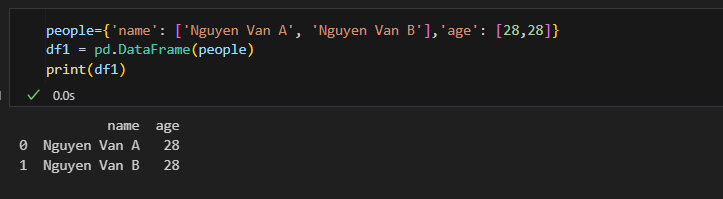 people={'name': ['Nguyen Van A', 'Nguyen Van B'],'age': [28,28]}
df1 = pd.DataFrame(people)
print(df1)
0.0s
name age
0 Nguyen Van A 28
1 Nguyen Van B 28